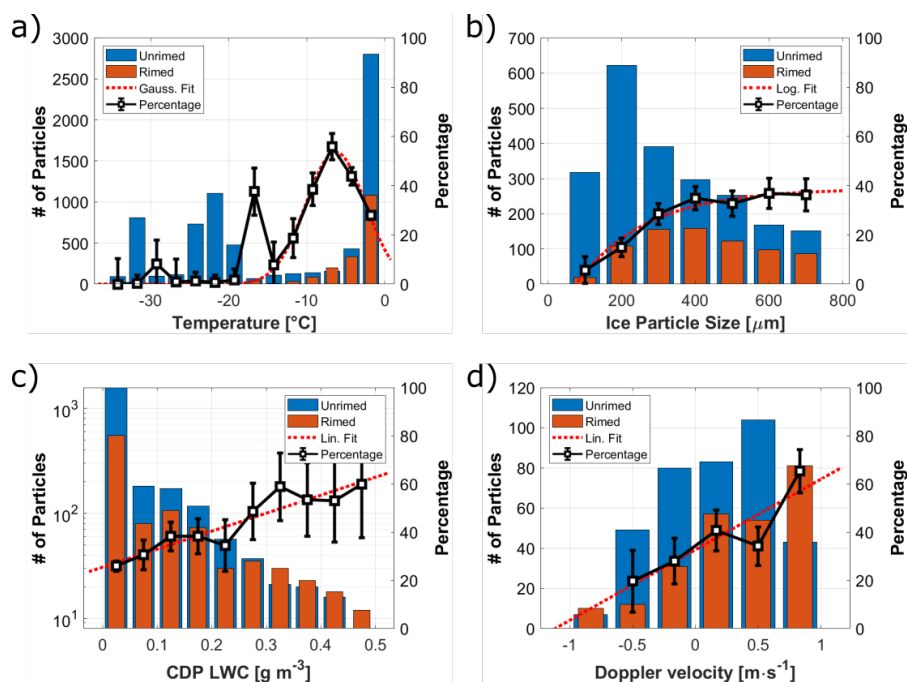 a)
3000
2500
2000
1500
1000
500
0
# of Particles
Unrimed
Rimed
Gauss. Fit
Percentage
100
80
60
40
20
0
Percentage
-30 -20 -10 0
Temperature [°C]
b)
700
600
500
400
300
200
100
0
# of Particles
Unrimed
Rimed
Log. Fit
Percentage
100
80
60
40
20
0
Percentage
0 200 400 600 800
Ice Particle Size [μm]
c)
10³
10²
10¹
# of Particles
Unrimed
Rimed
Lin. Fit
Percentage
100
80
60
40
20
0
Percentage
0 0.1 0.2 0.3 0.4 0.5
CDP LWC [g m⁻³]
d)
120
100
80
60
40
20
0
# of Particles
Unrimed
Rimed
Lin. Fit
Percentage
100
80
60
40
20
0
Percentage
-1 -0.5 0 0.5 1
Doppler velocity [m·s⁻¹]